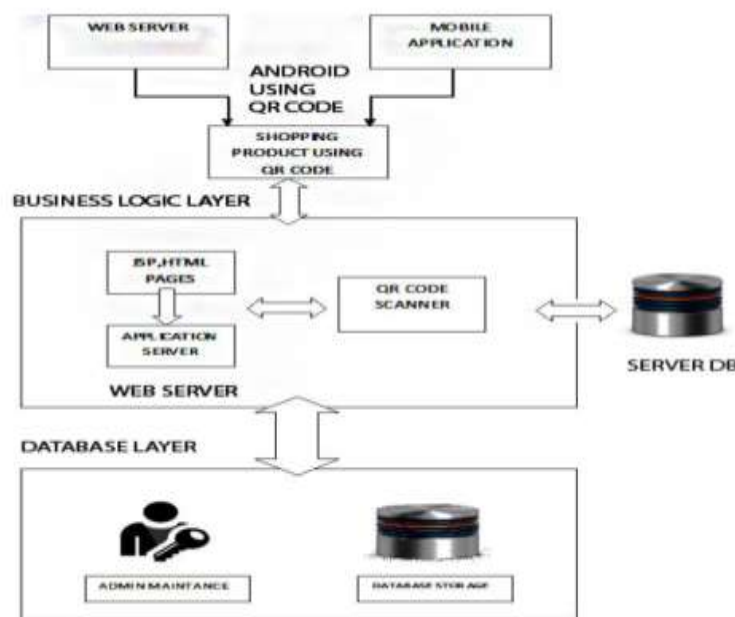 WEB SERVER
MOBILE
APPLICATION
ANDROID
USING
QR CODE
SHOPPING
PRODUCT USING
QR CODE
BUSINESS LOGIC LAYER
JSP,HTML
PAGES
QR CODE
SCANNER
APPLICATION
SERVER
WEB SERVER
SERVER DB
DATABASE LAYER
ADMIN MAINTANCE
DATABASE STORAGE